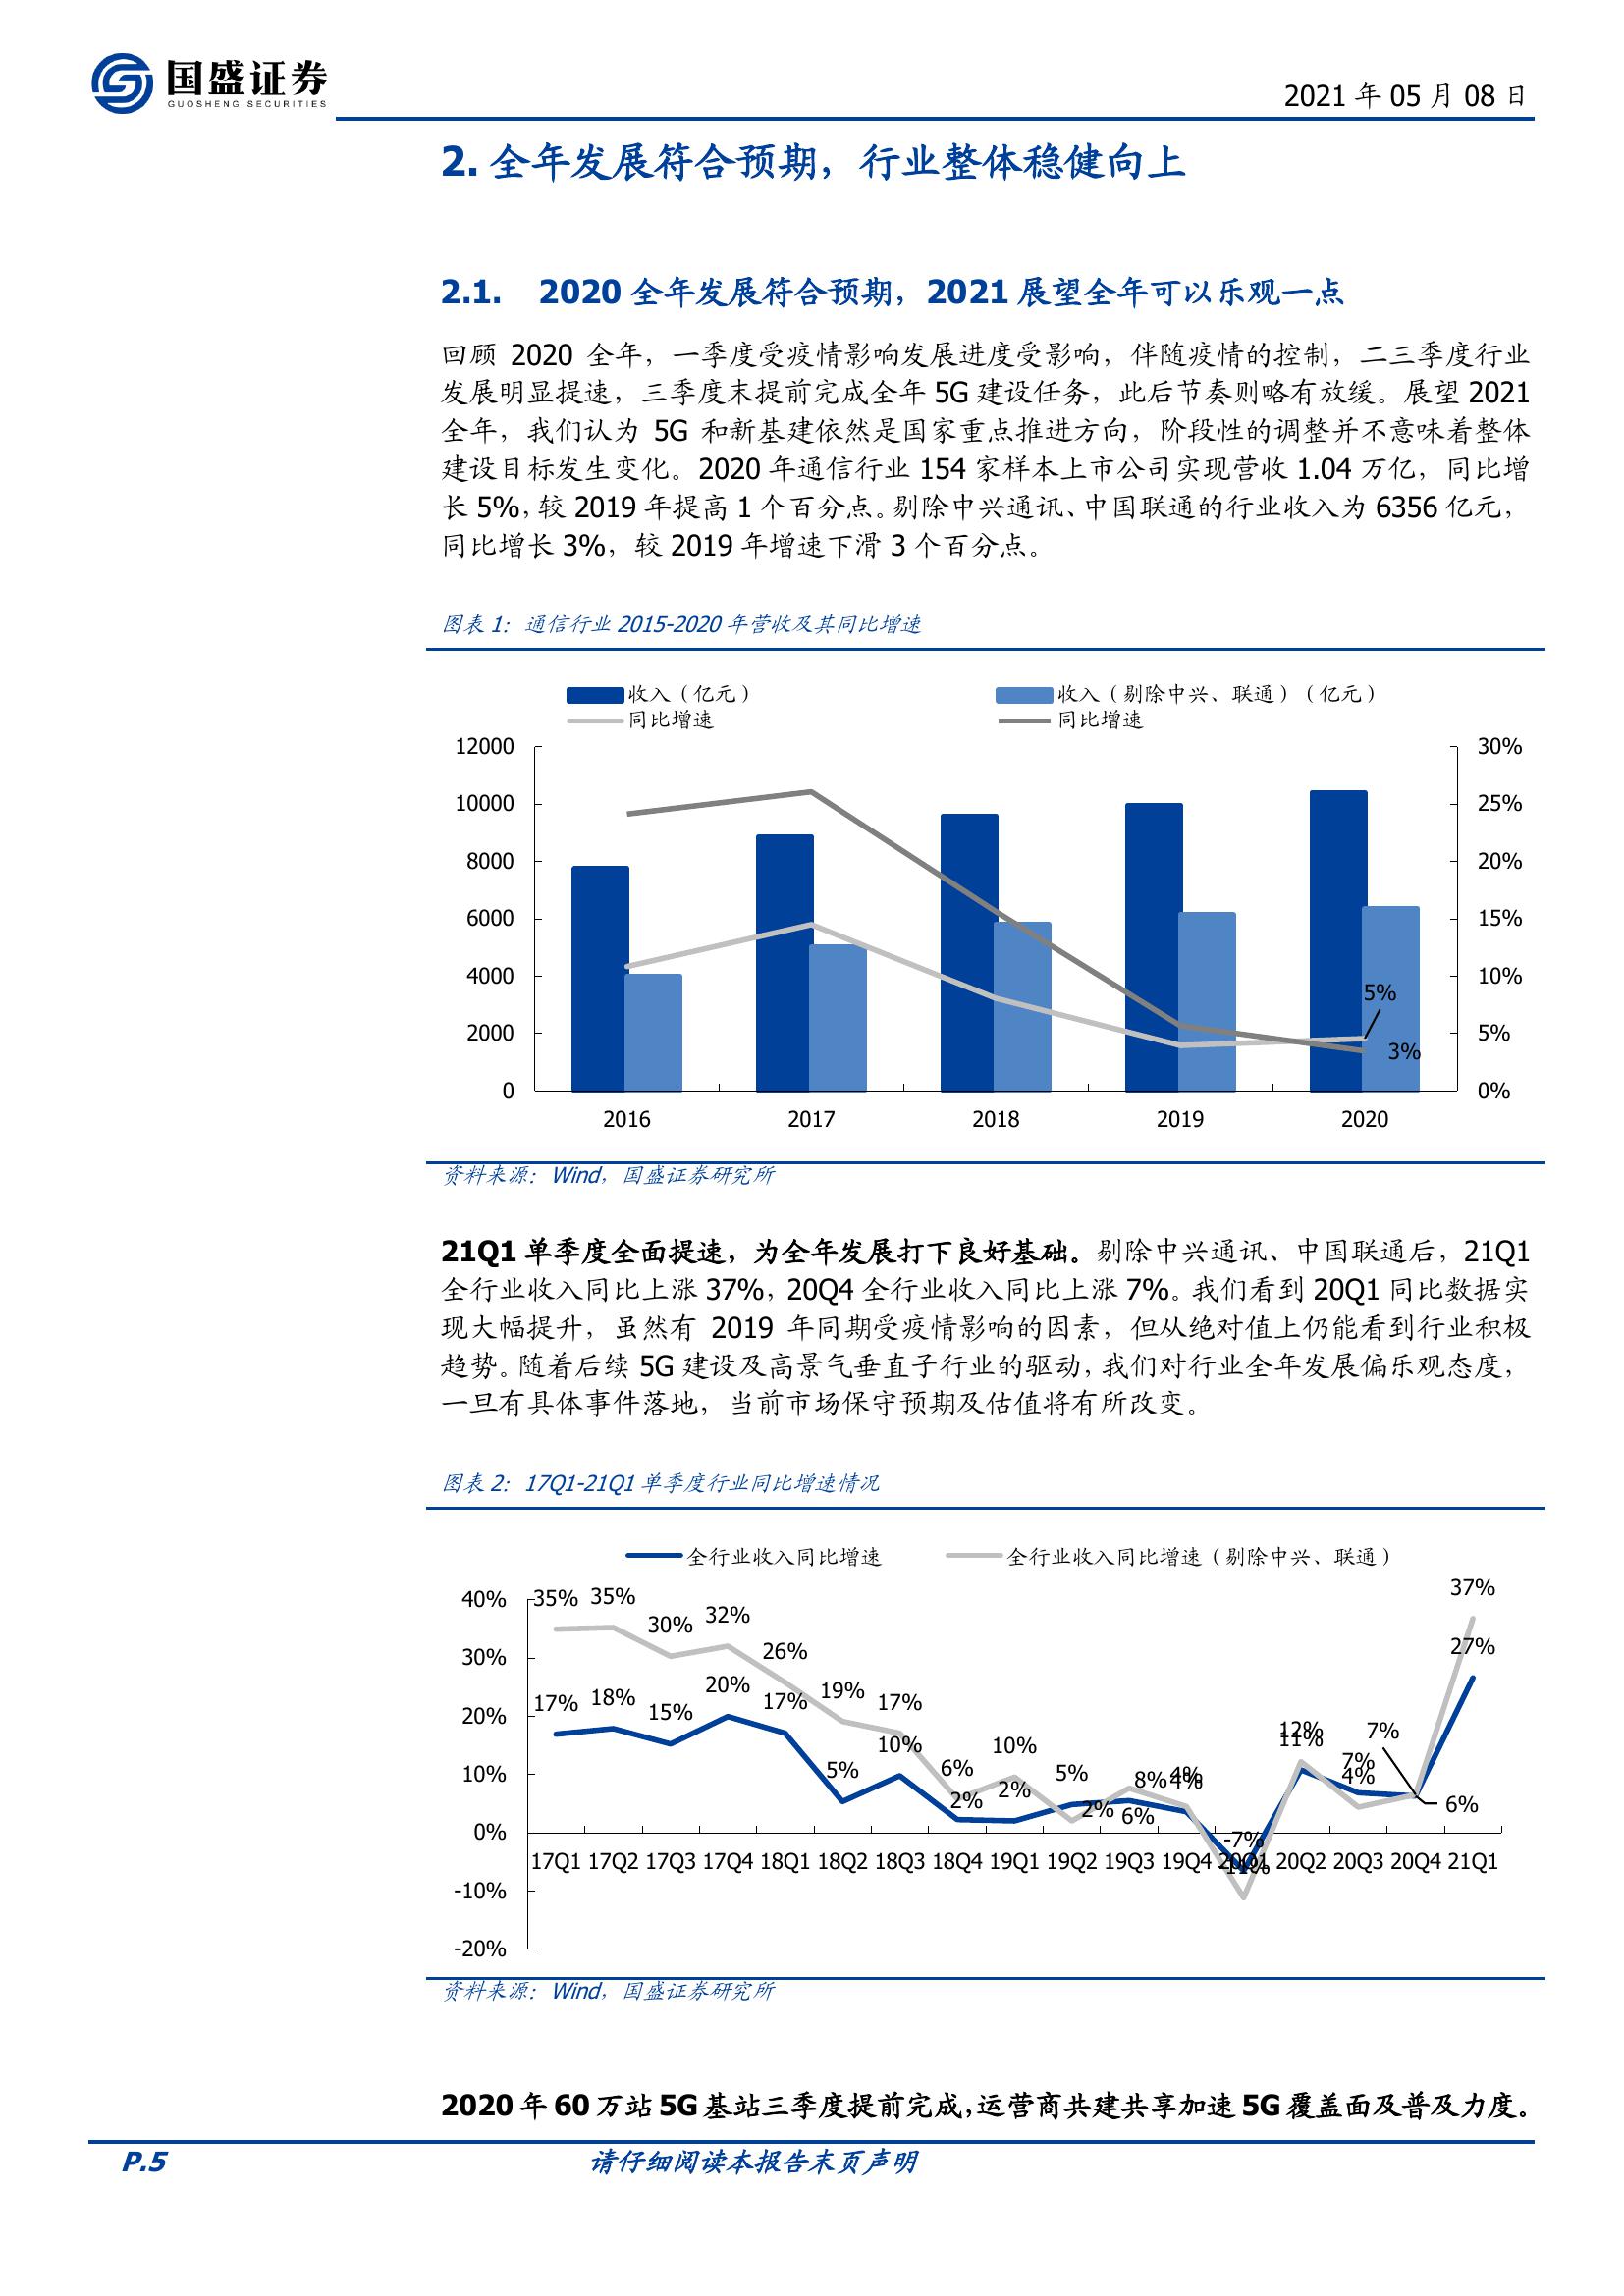 国盛证券
GUOSHENG SECURITIES
2021 年 05 月 08 日
2. 全年发展符合预期，行业整体稳健向上
2.1. 2020 全年发展符合预期，2021 展望全年可以乐观一点
回顾 2020 全年，一季度受疫情影响发展进度受影响，伴随疫情的控制，二三季度行业
发展明显提速，三季度末提前完成全年 5G 建设任务，此后节奏则略有放缓。展望 2021
全年，我们认为 5G 和新基建依然是国家重点推进方向，阶段性的调整并不意味着整体
建设目标发生变化。2020 年通信行业 154 家样本上市公司实现营收 1.04 万亿，同比增
长 5%，较 2019 年提高 1 个百分点。剔除中兴通讯、中国联通的行业收入为 6356 亿元，
同比增长 3%，较 2019 年增速下滑 3 个百分点。
图表 1：通信行业 2015-2020 年营收及其同比增速
收入（亿元） 收入（剔除中兴、联通）（亿元）
同比增速 同比增速
12000 30%
10000 25%
8000 20%
6000 15%
4000 10%
5%
2000 5%
3%
0 0%
2016 2017 2018 2019 2020
资料来源：Wind，国盛证券研究所
21Q1 单季度全面提速，为全年发展打下良好基础。剔除中兴通讯、中国联通后，21Q1
全行业收入同比上涨 37%，20Q4 全行业收入同比上涨 7%。我们看到 20Q1 同比数据实
现大幅提升，虽然有 2019 年同期受疫情影响的因素，但从绝对值上仍能看到行业积极
趋势。随着后续 5G 建设及高景气垂直子行业的驱动，我们对行业全年发展偏乐观态度，
一旦有具体事件落地，当前市场保守预期及估值将有所改变。
图表 2：17Q1-21Q1 单季度行业同比增速情况
全行业收入同比增速 全行业收入同比增速（剔除中兴、联通）
40%
30%
20%
10%
0%
-10%
-20%
35% 35% 30% 32% 26% 19% 17% 6% 10% 2% 8% 4% 12% 4% 7% 37%
17% 18% 15% 20% 17% 5% 10% 2% 2% 5% 6% 4% -7% 11% 7% 6% 27%
17Q1 17Q2 17Q3 17Q4 18Q1 18Q2 18Q3 18Q4 19Q1 19Q2 19Q3 19Q4 20Q1 20Q2 20Q3 20Q4 21Q1
资料来源：Wind，国盛证券研究所
2020 年 60 万站 5G 基站三季度提前完成，运营商共建共享加速 5G 覆盖面及普及力度。
P.5 请仔细阅读本报告末页声明